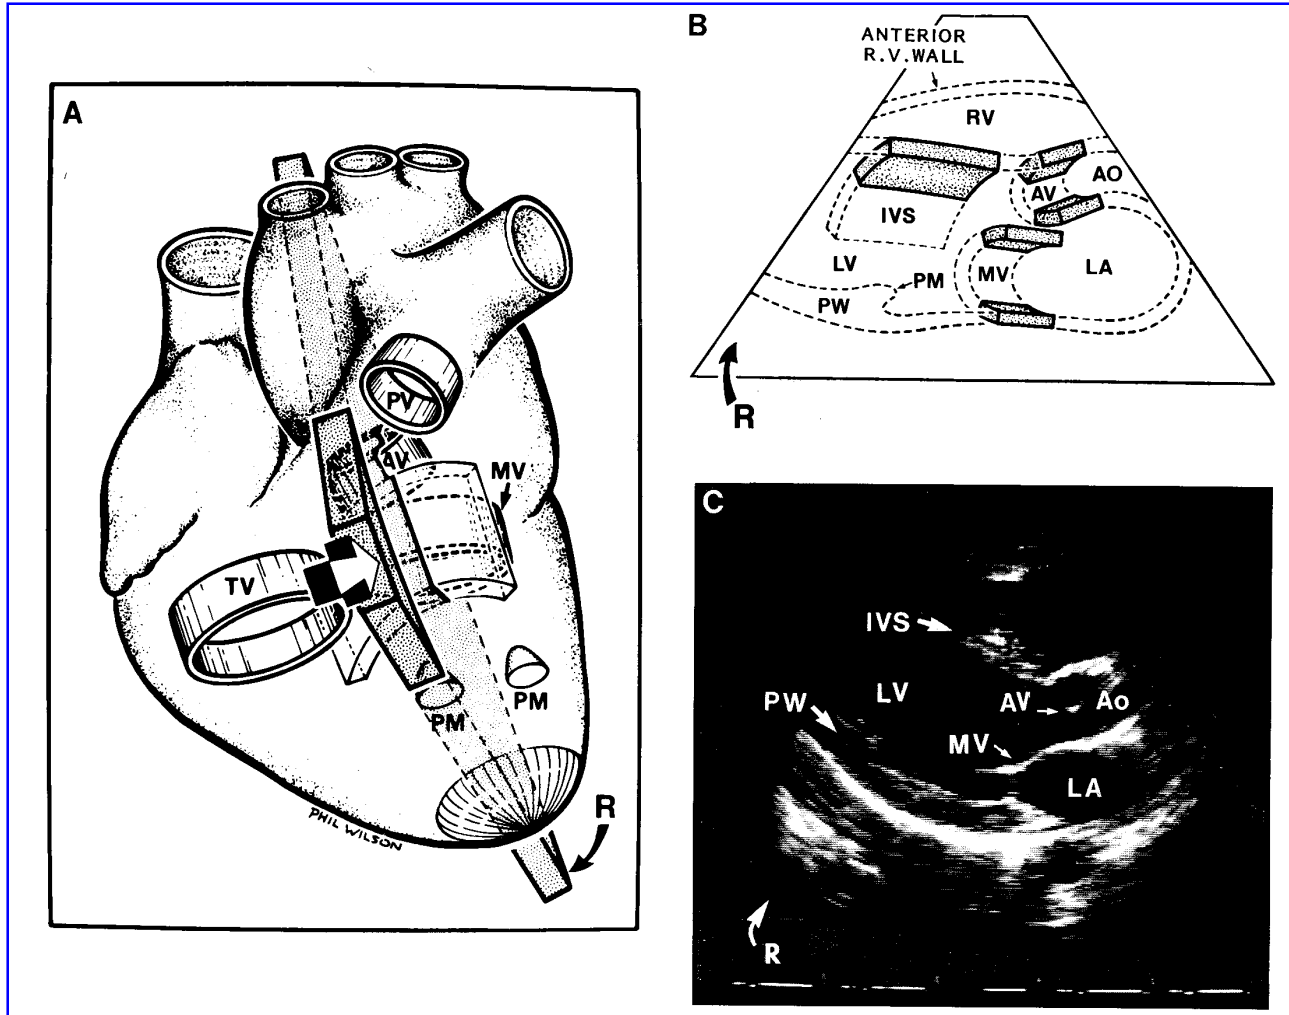 A
PV
AV
MV
TV
PM
PM
R
PHIL WILSON
B
ANTERIOR
R.V.WALL
RV
AV
AO
IVS
LV
PM
MV
LA
PW
R
C
IVS
LV
PW
AV
Ao
MV
LA
R